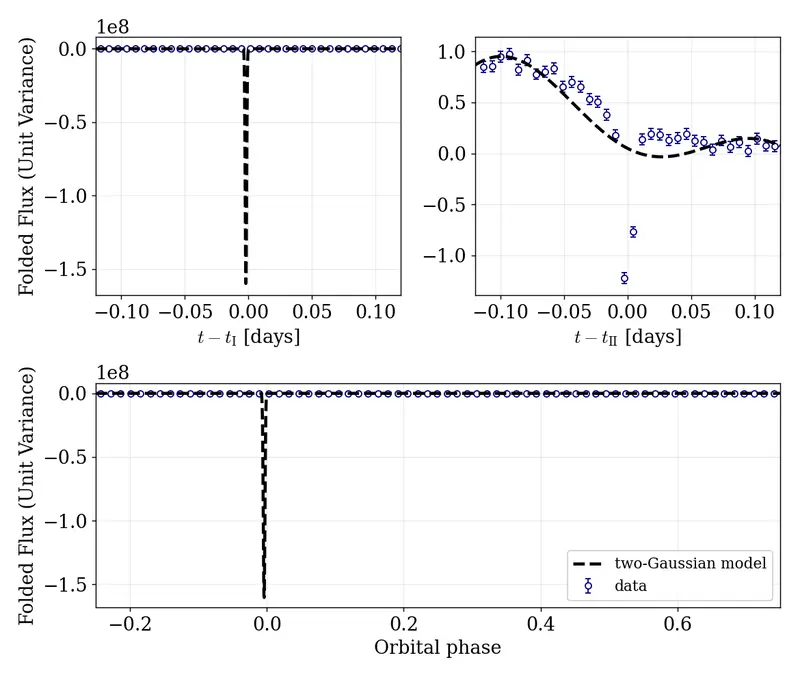 1e8
Folded Flux (Unit Variance)
0.0
−0.5
−1.0
−1.5
−0.10 −0.05 0.00 0.05 0.10
t − t_I [days]
1.0
0.5
0.0
−0.5
−1.0
−0.10 −0.05 0.00 0.05 0.10
t − t_II [days]
1e8
Folded Flux (Unit Variance)
0.0
−0.5
−1.0
−1.5
two-Gaussian model
data
−0.2 0.0 0.2 0.4 0.6
Orbital phase